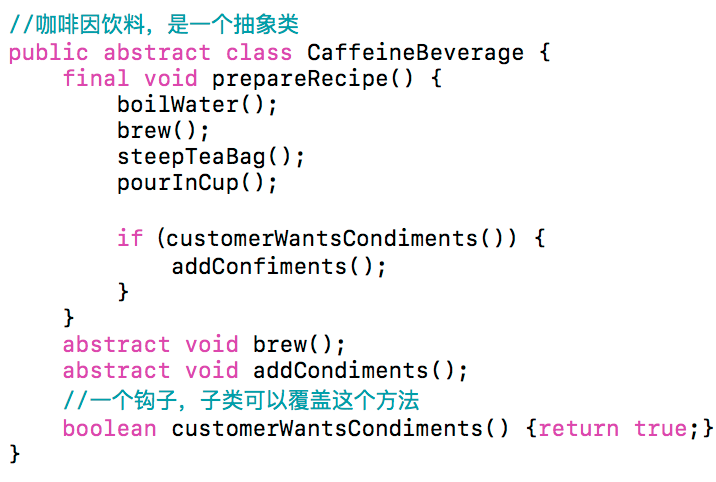 //咖啡因饮料，是一个抽象类
public abstract class CaffeineBeverage {
    final void prepareRecipe() {
        boilWater();
        brew();
        steepTeaBag();
        pourInCup();

        if (customerWantsCondiments()) {
            addConfiments();
        }
    }
    abstract void brew();
    abstract void addCondiments();
    //一个钩子，子类可以覆盖这个方法
    boolean customerWantsCondiments() {return true;}
}